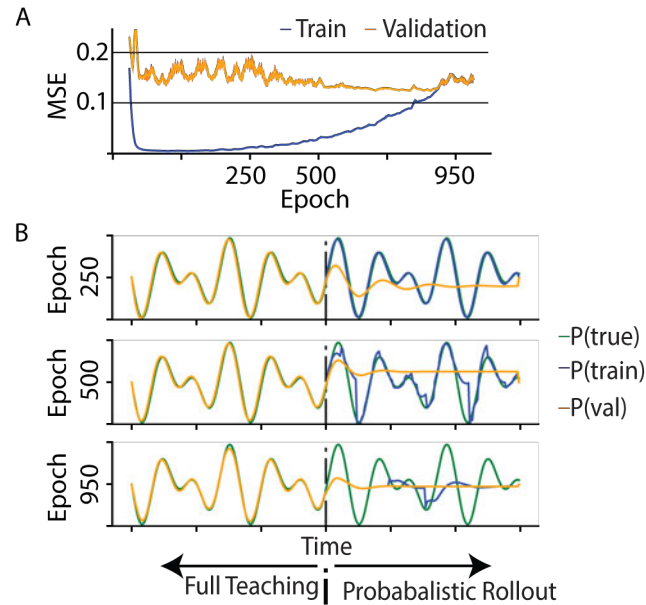 A
Train Validation
0.2
MSE
0.1
250 500 950
Epoch
B
Epoch
250
P(true)
Epoch
500
P(train)
P(val)
Epoch
950
Time
Full Teaching
Probabalistic Rollout